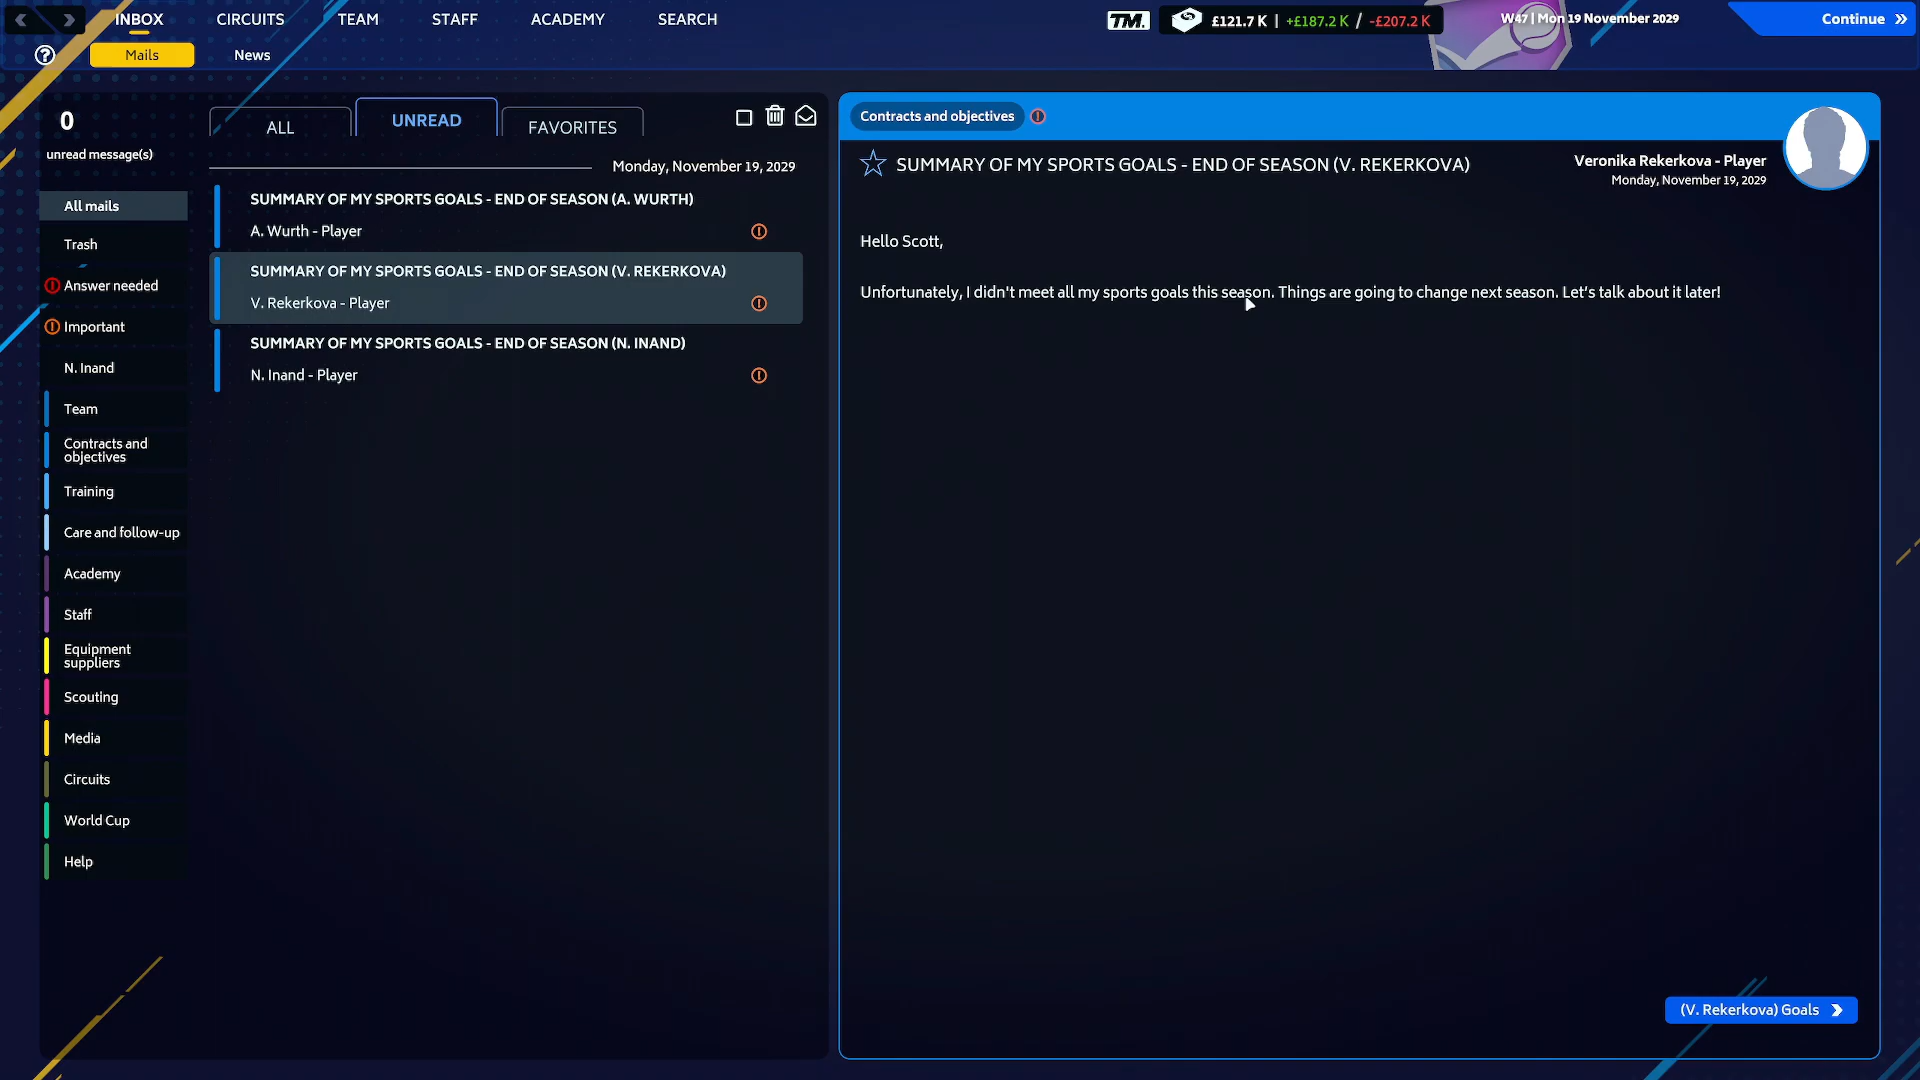 INBOX
CIRCUITS
TEAM
STAFF
ACADEMY
SEARCH
TM.
£121.7 K | +£187.2 K / -£207.2 K
W47 | Mon 19 November 2029
Continue
Mails
News
0
unread message(s)
All mails
Trash
Answer needed
Important
N. Inand
Team
Contracts and
objectives
Training
Care and follow-up
Academy
Staff
Equipment
suppliers
Scouting
Media
Circuits
World Cup
Help
ALL
UNREAD
FAVORITES
Monday, November 19, 2029
SUMMARY OF MY SPORTS GOALS - END OF SEASON (A. WURTH)
A. Wurth - Player
SUMMARY OF MY SPORTS GOALS - END OF SEASON (V. REKERKOVA)
V. Rekerkova - Player
SUMMARY OF MY SPORTS GOALS - END OF SEASON (N. INAND)
N. Inand - Player
Contracts and objectives
SUMMARY OF MY SPORTS GOALS - END OF SEASON (V. REKERKOVA)
Veronika Rekerkova - Player
Monday, November 19, 2029
Hello Scott,
Unfortunately, I didn't meet all my sports goals this season. Things are going to change next season. Let's talk about it later!
(V. Rekerkova) Goals